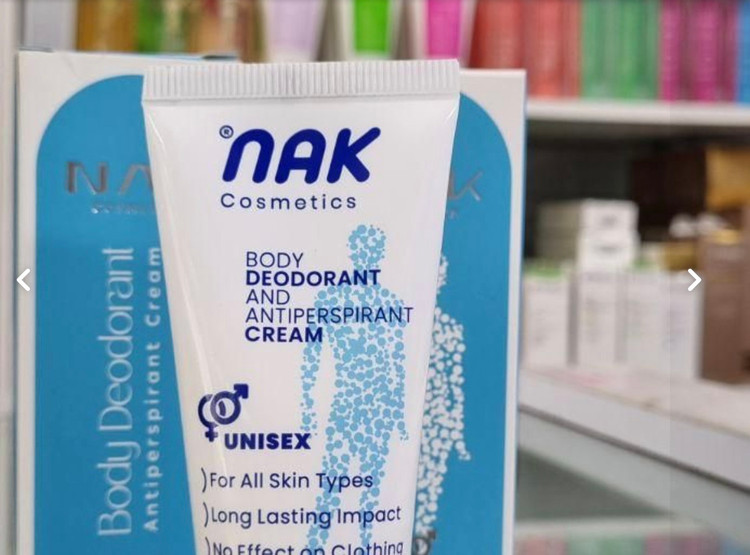 ®NAK
Cosmetics
BODY
DEODORANT
AND
ANTIPERSPIRANT
CREAM
UNISEX
)For All Skin Types
)Long Lasting Impact
)No Effect on Clothing
Body Deodorant
Antiperspirant Cream